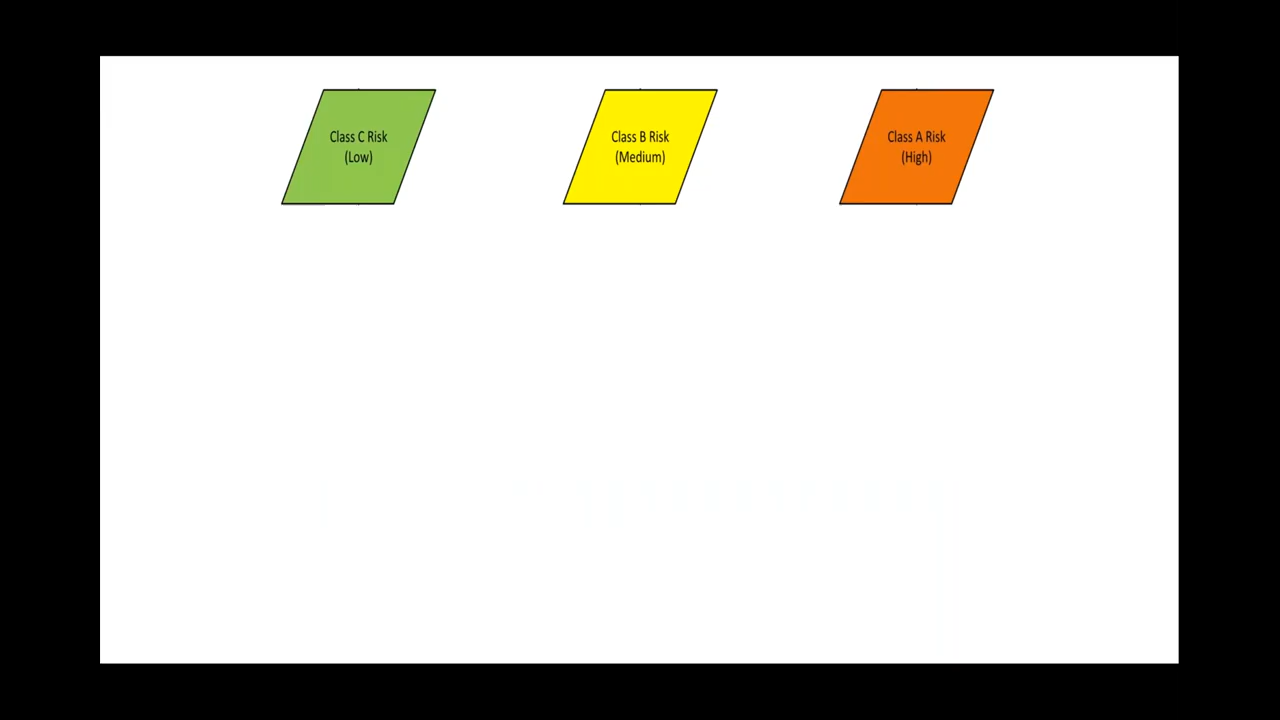 Class C Risk
(Low)
Class B Risk
(Medium)
Class A Risk
(High)